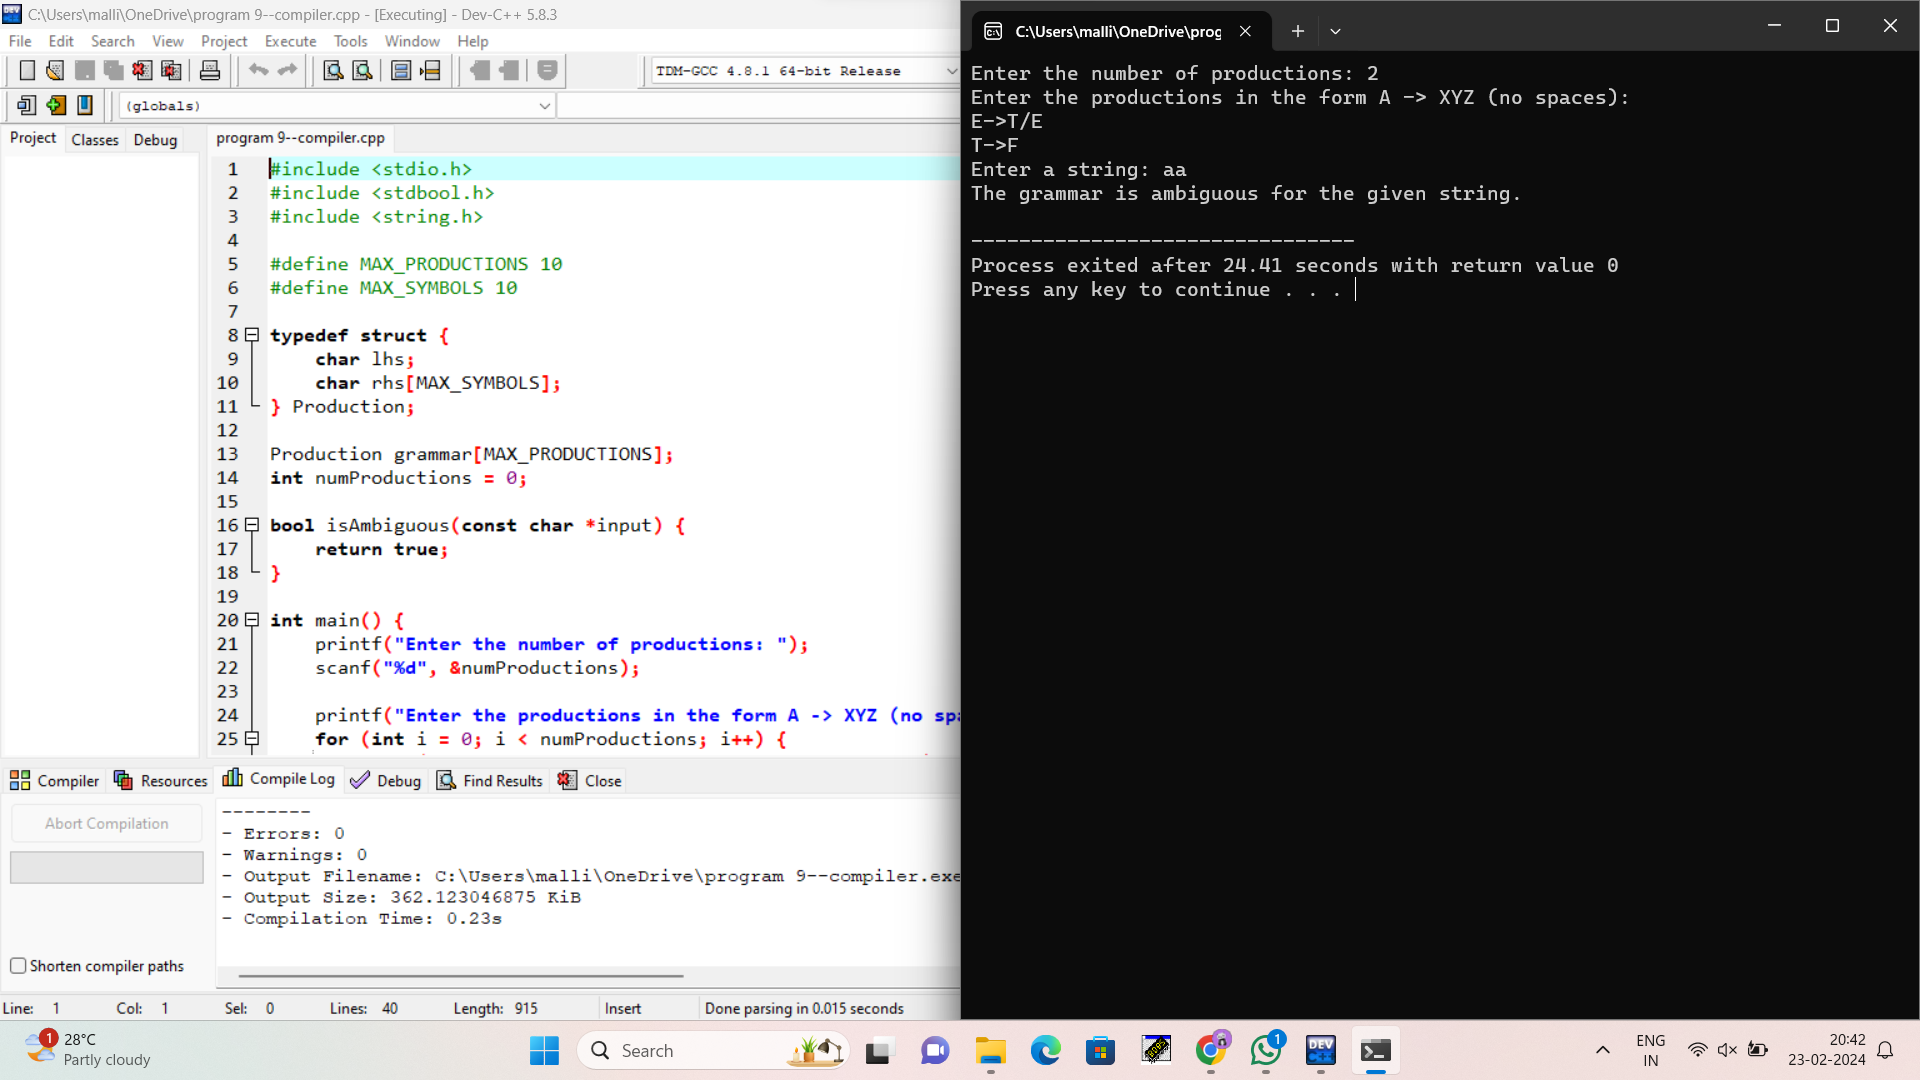 C:\Users\malli\OneDrive\program 9--compiler.cpp - [Executing] - Dev-C++ 5.8.3
File Edit Search View Project Execute Tools Window Help
TDM-GCC 4.8.1 64-bit Release
(globals)
Project Classes Debug
program 9--compiler.cpp
1 #include <stdio.h>
2 #include <stdbool.h>
3 #include <string.h>
4
5 #define MAX_PRODUCTIONS 10
6 #define MAX_SYMBOLS 10
7
8 typedef struct {
9 char lhs;
10 char rhs[MAX_SYMBOLS];
11 } Production;
12
13 Production grammar[MAX_PRODUCTIONS];
14 int numProductions = 0;
15
16 bool isAmbiguous(const char *input) {
17 return true;
18 }
19
20 int main() {
21 printf("Enter the number of productions: ");
22 scanf("%d", &numProductions);
23
24 printf("Enter the productions in the form A -> XYZ (no spa
25 for (int i = 0; i < numProductions; i++) {
Compiler Resources Compile Log Debug Find Results Close
Abort Compilation
Shorten compiler paths
--------
- Errors: 0
- Warnings: 0
- Output Filename: C:\Users\malli\OneDrive\program 9--compiler.exe
- Output Size: 362.123046875 KiB
- Compilation Time: 0.23s
Line: 1 Col: 1 Sel: 0 Lines: 40 Length: 915 Insert Done parsing in 0.015 seconds
C:\Users\malli\OneDrive\prog
Enter the number of productions: 2
Enter the productions in the form A -> XYZ (no spaces):
E->T/E
T->F
Enter a string: aa
The grammar is ambiguous for the given string.
--------------------------------
Process exited after 24.41 seconds with return value 0
Press any key to continue . . .
1
28°C
Partly cloudy
Search
1
DEV
ENG
IN
20:42
23-02-2024